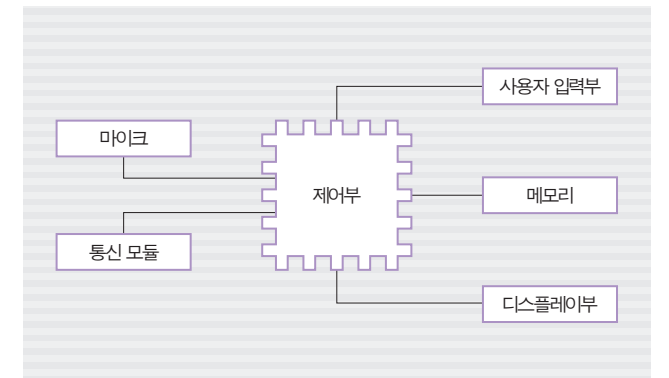 사용자 입력부
마이크
제어부
메모리
통신 모듈
디스플레이부